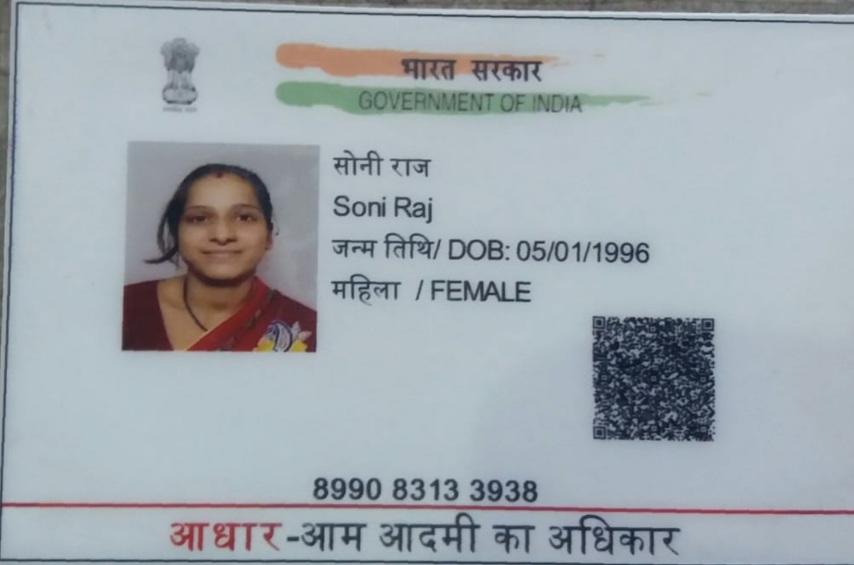 भारत सरकार
GOVERNMENT OF INDIA
सोनी राज
Soni Raj
जन्म तिथि/ DOB: 05/01/1996
महिला / FEMALE
8990 8313 3938
आधार-आम आदमी का अधिकार